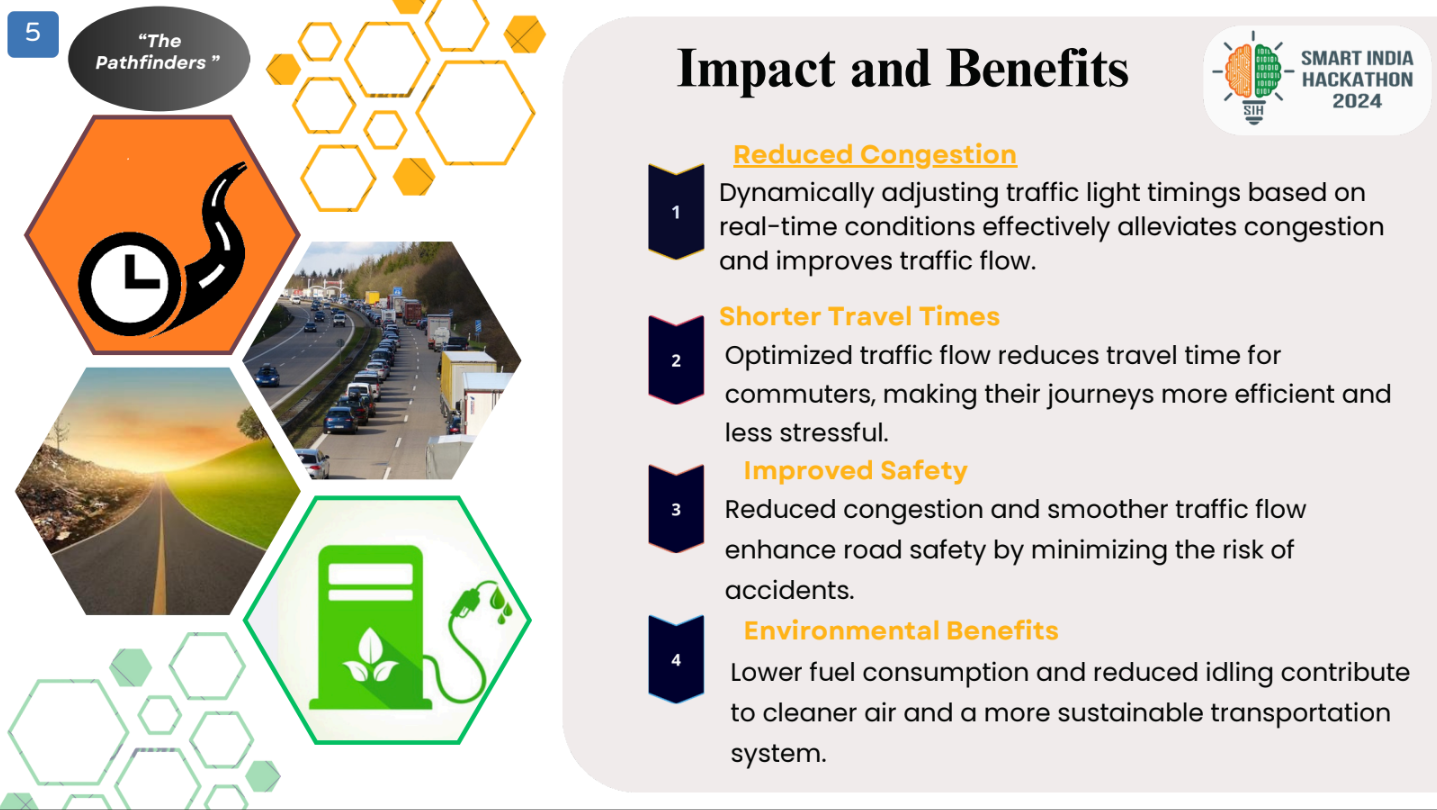 5
“The
Pathfinders ”
Impact and Benefits
SMART INDIA
HACKATHON
2024
SIH
Reduced Congestion
1
Dynamically adjusting traffic light timings based on
real-time conditions effectively alleviates congestion
and improves traffic flow.
Shorter Travel Times
2
Optimized traffic flow reduces travel time for
commuters, making their journeys more efficient and
less stressful.
Improved Safety
3
Reduced congestion and smoother traffic flow
enhance road safety by minimizing the risk of
accidents.
Environmental Benefits
4
Lower fuel consumption and reduced idling contribute
to cleaner air and a more sustainable transportation
system.